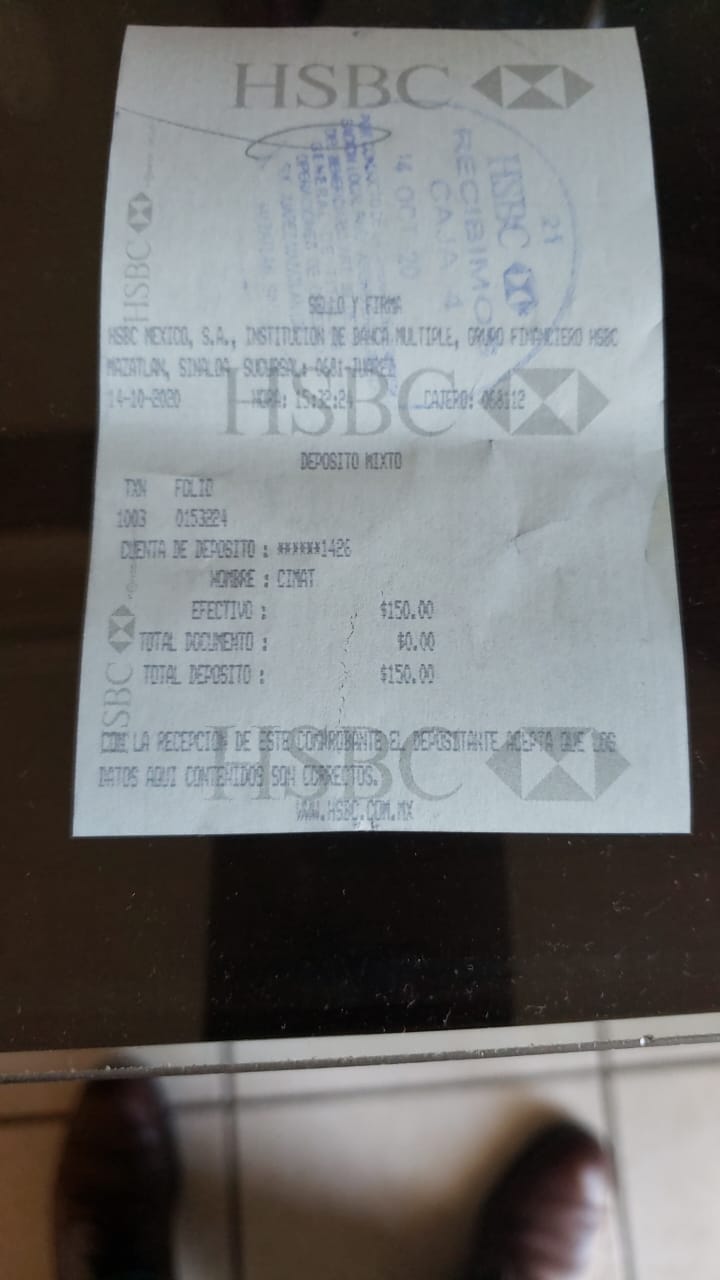 HSBC
HSBC
24
HSBC
RECIBIMOS
CAJA 4
14 OCT 20
SELLO Y FIRMA
HSBC MEXICO, S.A., INSTITUCION DE BANCA MULTIPLE, GRUPO FINANCIERO HSBC
MAZATLAN, SINALOA SUCURSAL: 0681-JUAREZ
14-10-2020 HORA: 15:32:24 CAJERO: 068112
HSBC
DEPOSITO MIXTO
TXN FOLIO
1003 0153224
CUENTA DE DEPOSITO : ******1426
NOMBRE : CIMAT
EFECTIVO : $150.00
TOTAL DOCUMENTO : $0.00
TOTAL DEPOSITO : $150.00
HSBC
HSBC
CON LA RECEPCION DE ESTE COMPROBANTE EL DEPOSITANTE ACEPTA QUE LOS
DATOS AQUI CONTENIDOS SON CORRECTOS.
WWW.HSBC.COM.MX